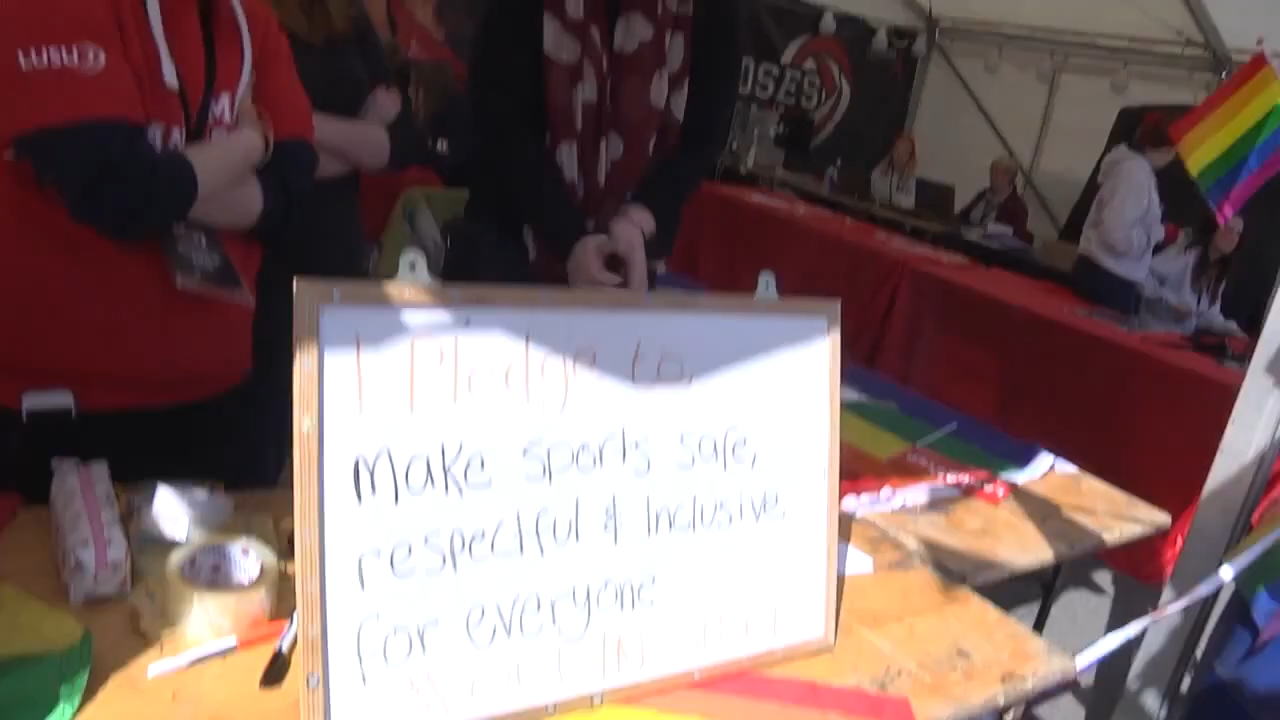 LUSU
OSES
I Pledge to
Make sports safe,
respectful & Inclusive
for everyone